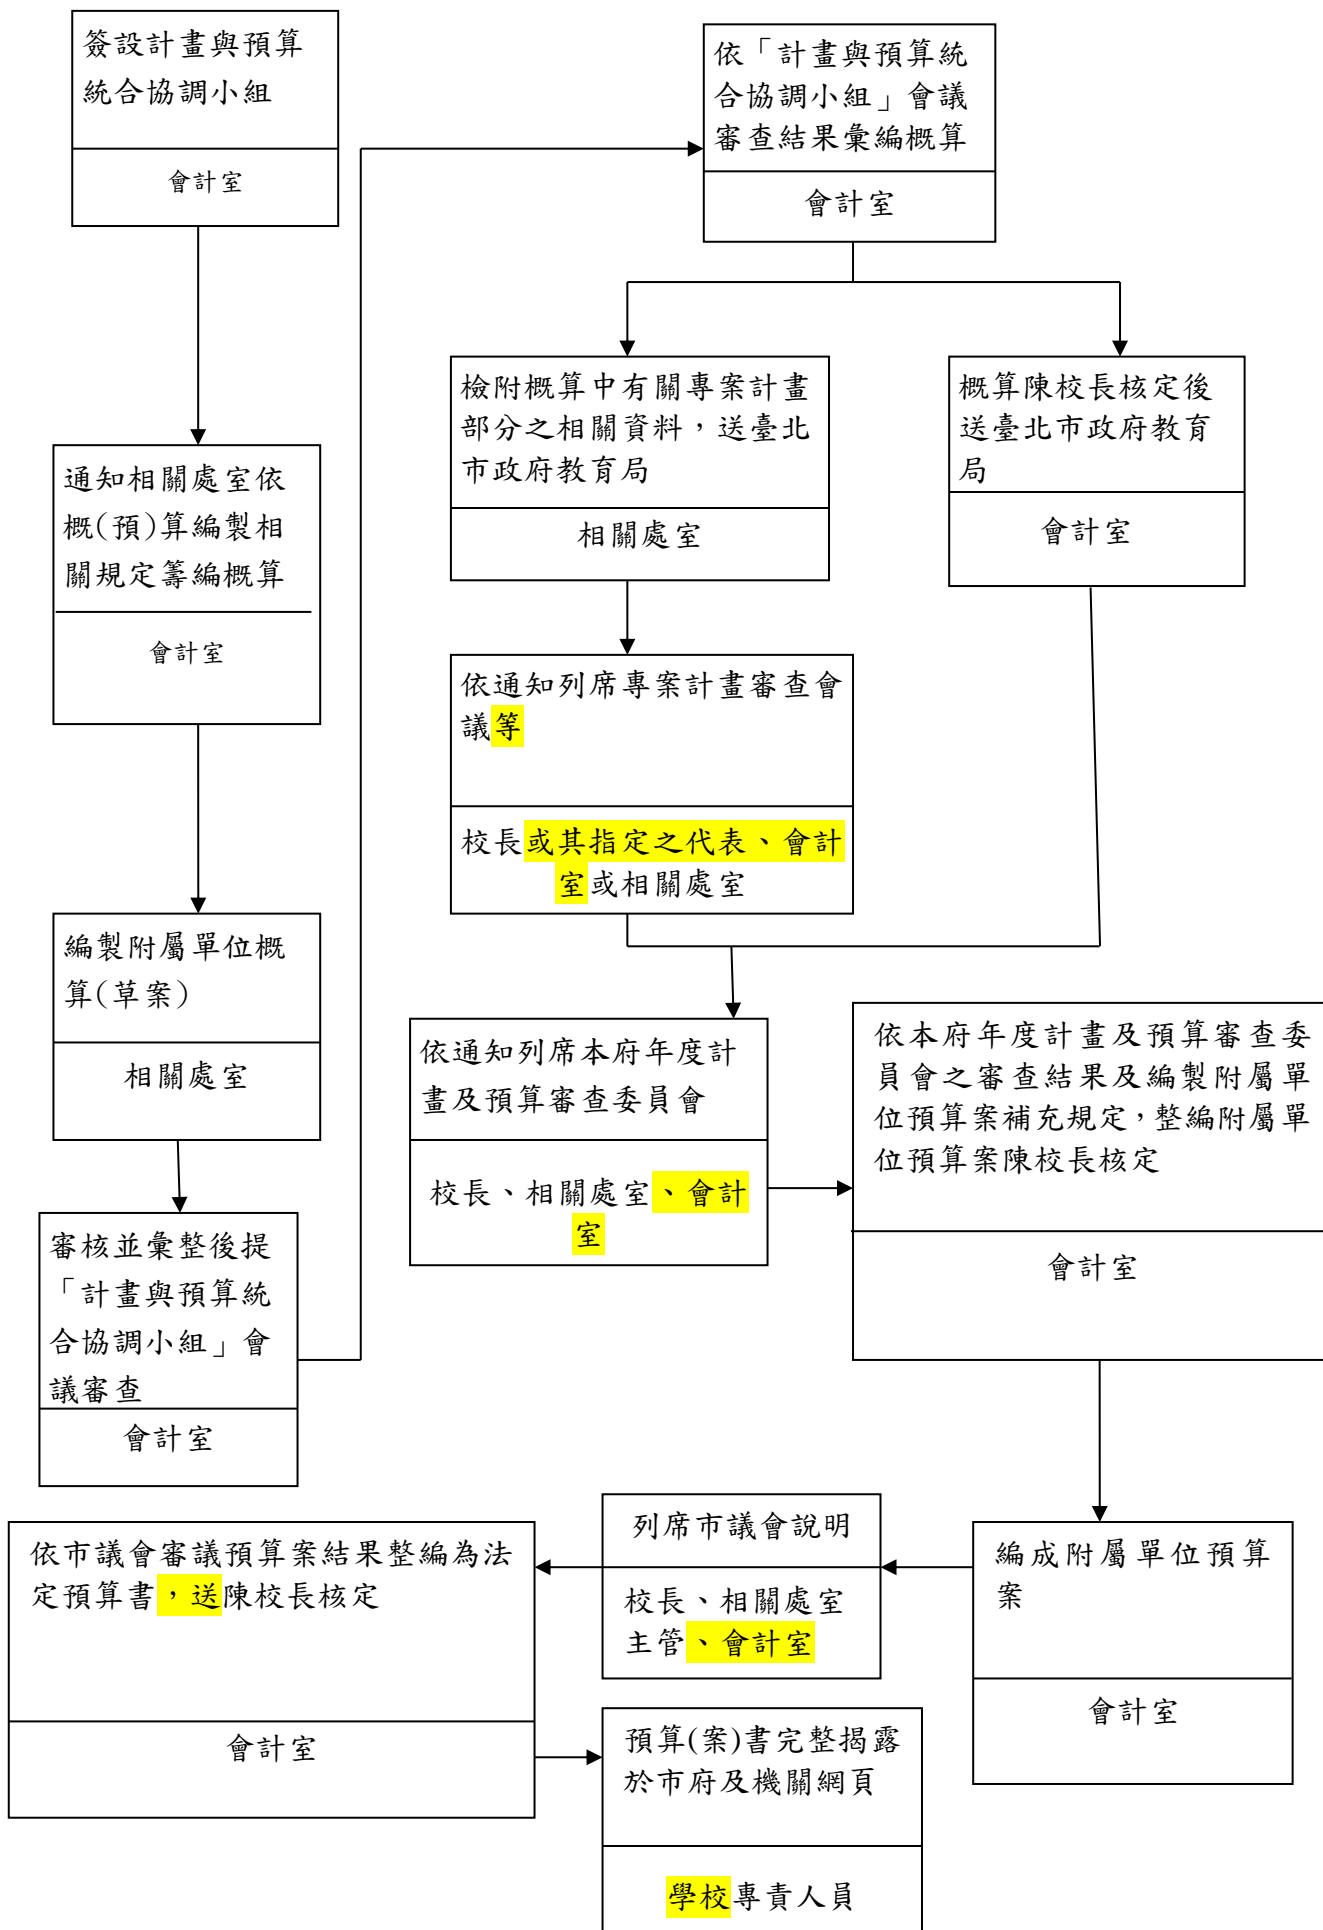 簽設計畫與預算
統合協調小組
會計室
通知相關處室依
概(預)算編製相
關規定籌編概算
會計室
編製附屬單位概
算(草案)
相關處室
審核並彙整後提
「計畫與預算統
合協調小組」會
議審查
會計室
依「計畫與預算統
合協調小組」會議
審查結果彙編概算
會計室
檢附概算中有關專案計畫
部分之相關資料，送臺北
市政府教育局
相關處室
概算陳校長核定後
送臺北市政府教育
局
會計室
依通知列席專案計畫審查會
議等
校長或其指定之代表、會計
室或相關處室
依通知列席本府年度計
畫及預算審查委員會
校長、相關處室、會計
室
依本府年度計畫及預算審查委
員會之審查結果及編製附屬單
位預算案補充規定，整編附屬單
位預算案陳校長核定
會計室
編成附屬單位預算
案
會計室
列席市議會說明
校長、相關處室
主管、會計室
依市議會審議預算案結果整編為法
定預算書，送陳校長核定
會計室
預算(案)書完整揭露
於市府及機關網頁
學校專責人員